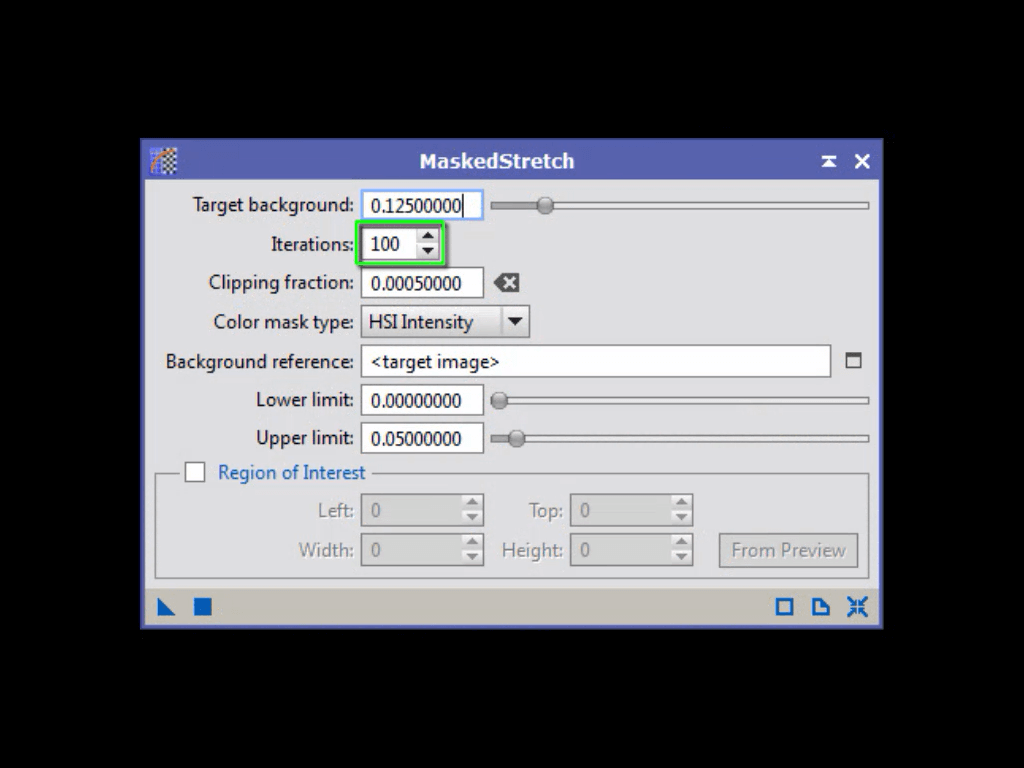 MaskedStretch
Target background: 0.12500000
Iterations: 100
Clipping fraction: 0.00050000
Color mask type: HSI Intensity
Background reference: <target image>
Lower limit: 0.00000000
Upper limit: 0.05000000
Region of Interest
Left: 0 Top: 0
Width: 0 Height: 0 From Preview